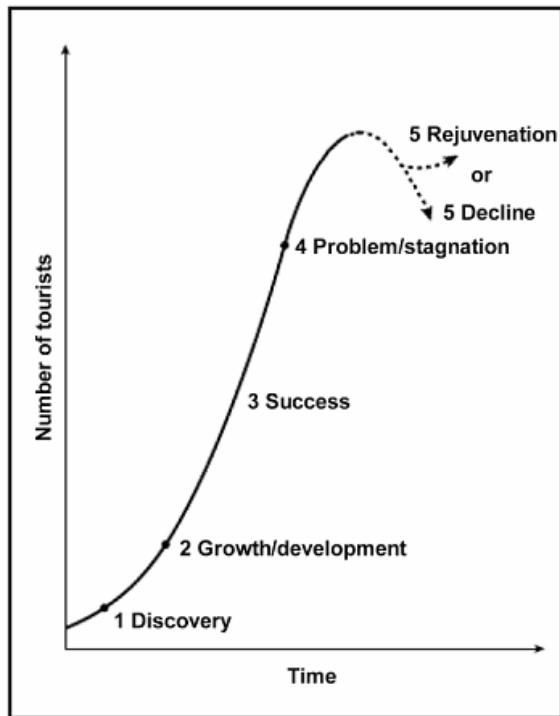 5 Rejuvenation
or
5 Decline
4 Problem/stagnation
3 Success
2 Growth/development
1 Discovery
Number of tourists
Time